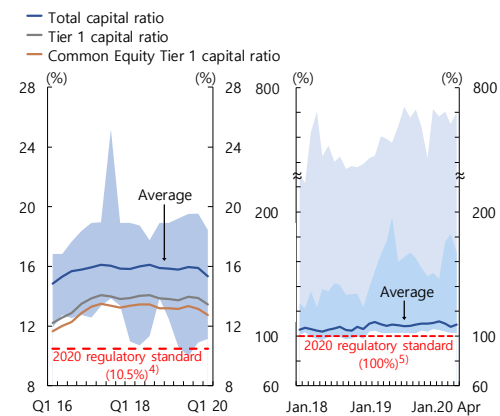 Total capital ratio
Tier 1 capital ratio
Common Equity Tier 1 capital ratio
(%) (%) (%) (%)
28 28 800 800
24 24
20 20 200 200
16 16
12 12 100 100
8 8 60 60
Average
2020 regulatory standard
(10.5%)4)
Average
2020 regulatory standard
(100%)5)
Q1 16 Q1 18 Q1 20 Jan.18 Jan.19 Jan.20 Apr